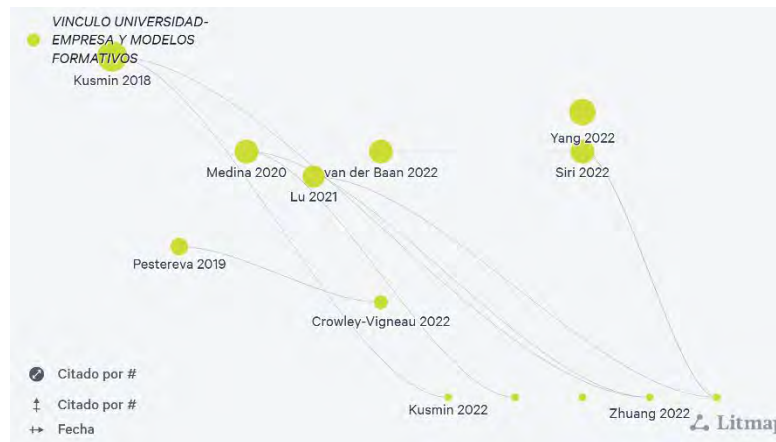 VINCULO UNIVERSIDAD-
EMPRESA Y MODELOS
FORMATIVOS
Kusmin 2018
Yang 2022
Medina 2020
van der Baan 2022
Siri 2022
Lu 2021
Pestereva 2019
Crowley-Vigneau 2022
Citado por #
Citado por #
Fecha
Kusmin 2022
Zhuang 2022
Litmap